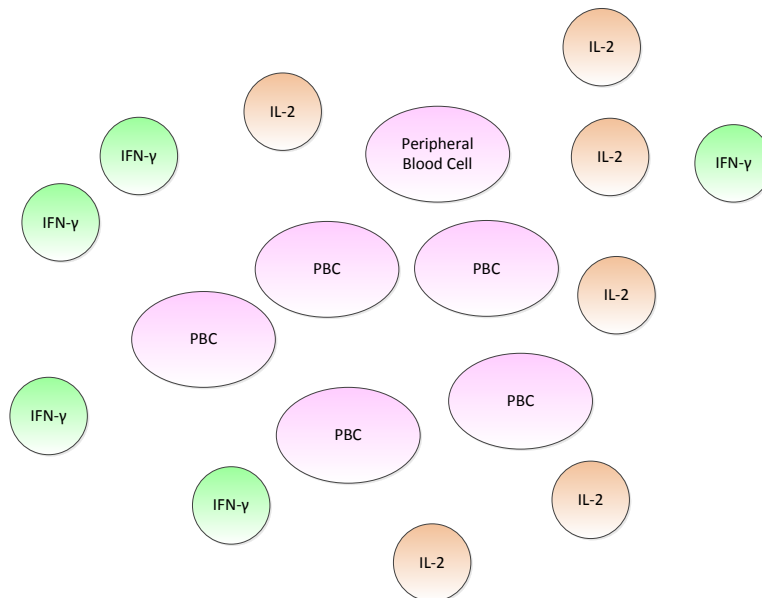 IL-2
IL-2
Peripheral
Blood Cell
IFN-γ
IL-2
IFN-γ
IFN-γ
PBC
PBC
IL-2
PBC
PBC
IFN-γ
PBC
IL-2
IFN-γ
IL-2